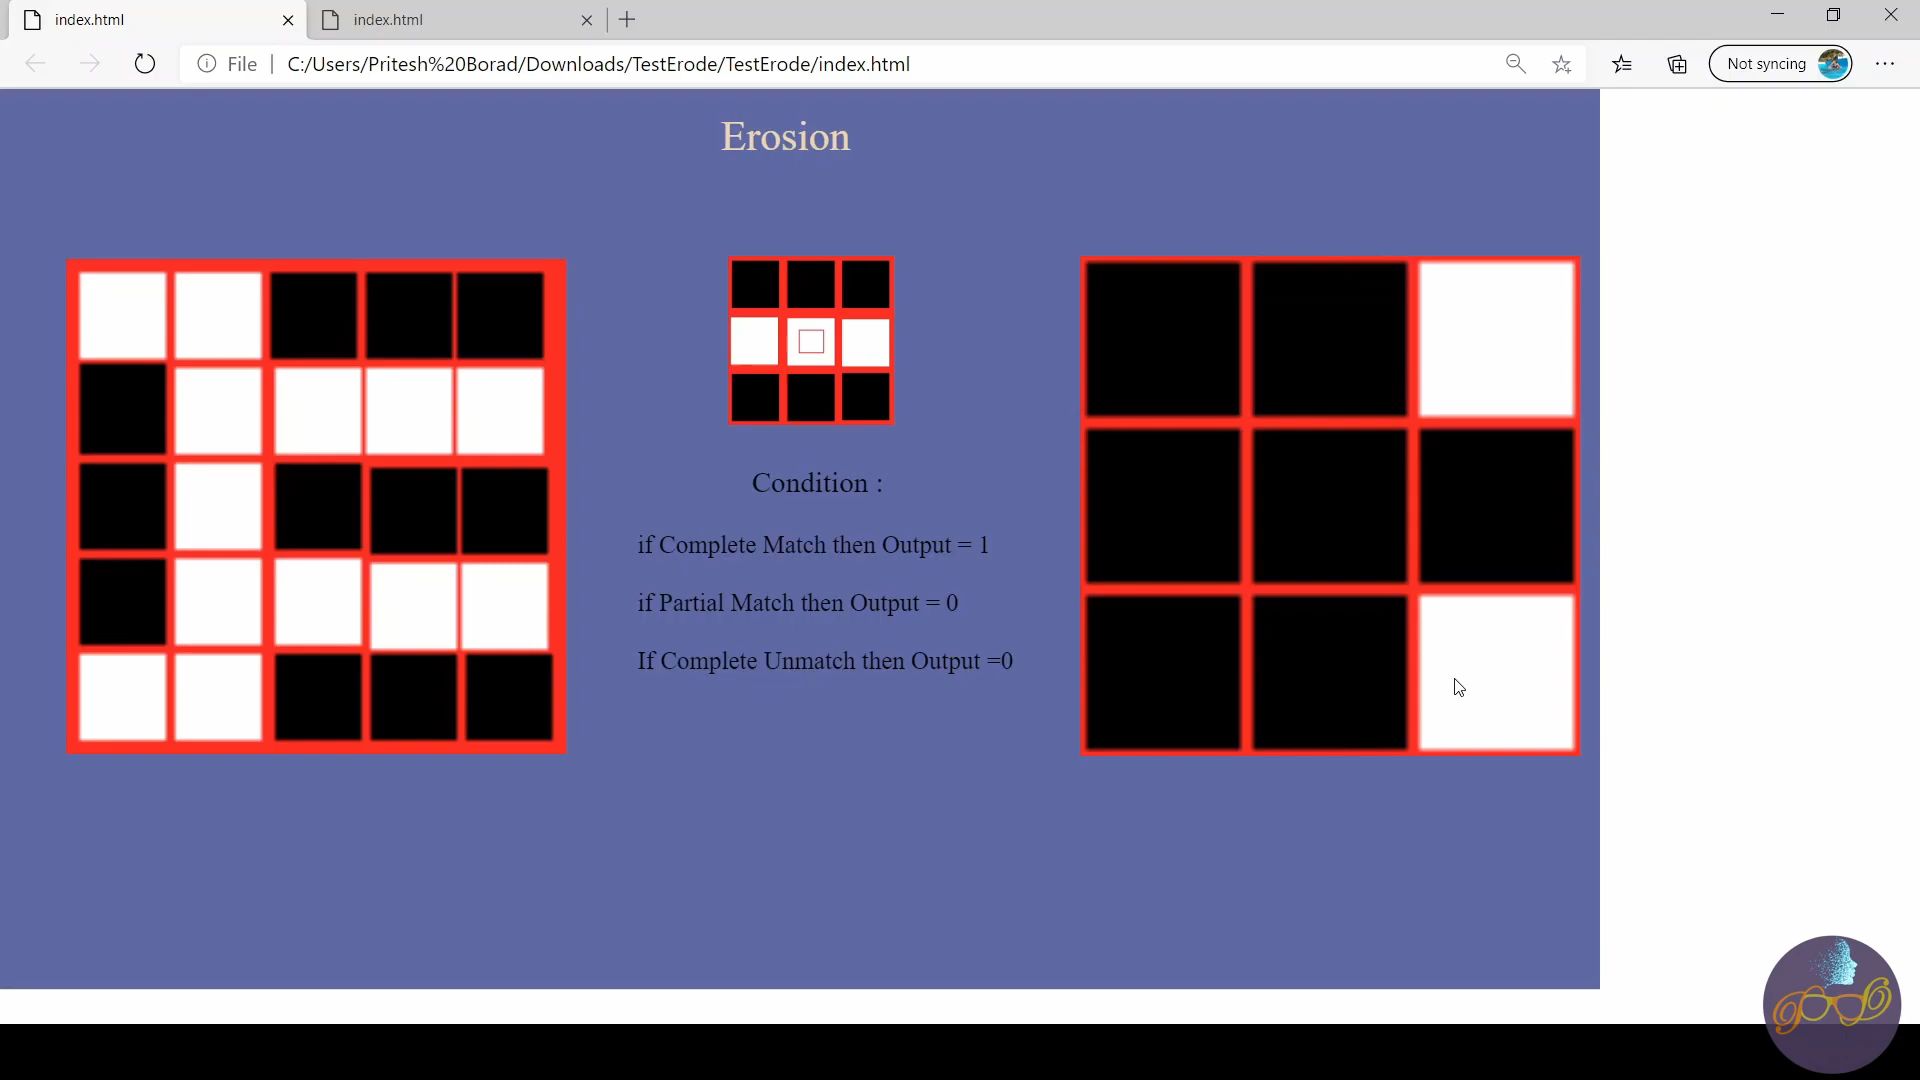 index.html
index.html
File
C:/Users/Pritesh%20Borad/Downloads/TestErode/TestErode/index.html
Not syncing
Erosion
Condition :
if Complete Match then Output = 1
if Partial Match then Output = 0
If Complete Unmatch then Output =0